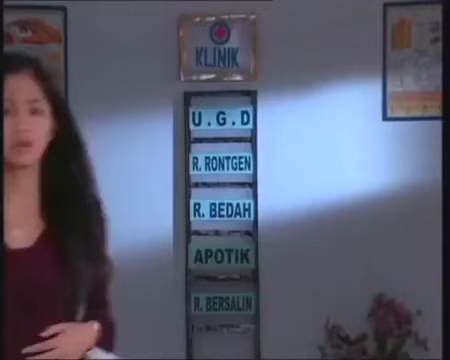 KLINIK
U.G.D
R. RONTGEN
R. BEDAH
APOTIK
R. BERSALIN